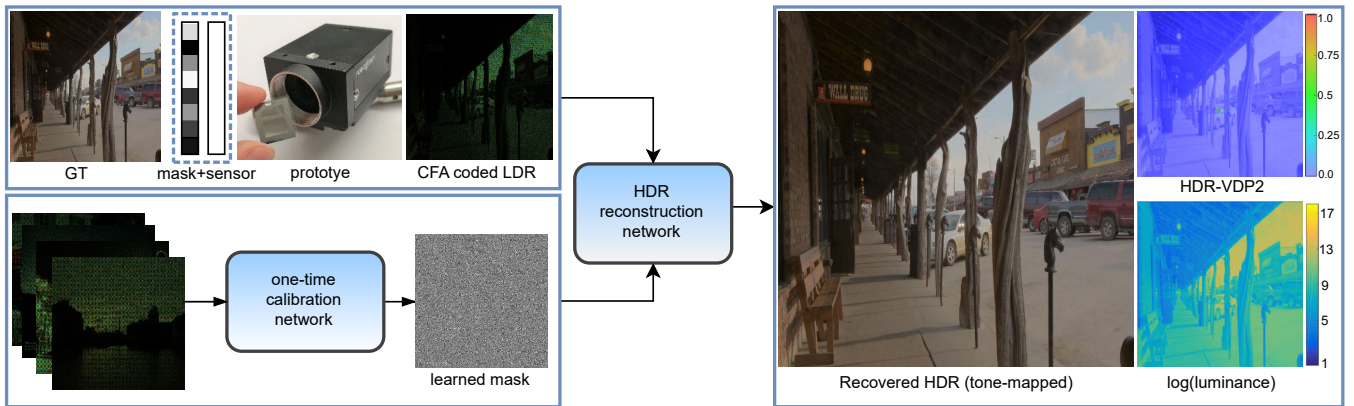 GT
mask+sensor
prototye
CFA coded LDR
one-time
calibration
network
learned mask
HDR
reconstruction
network
WALL DRUG
Recovered HDR (tone-mapped)
1.0
0.75
0.5
0.25
0.0
HDR-VDP2
17
13
9
5
1
log(luminance)